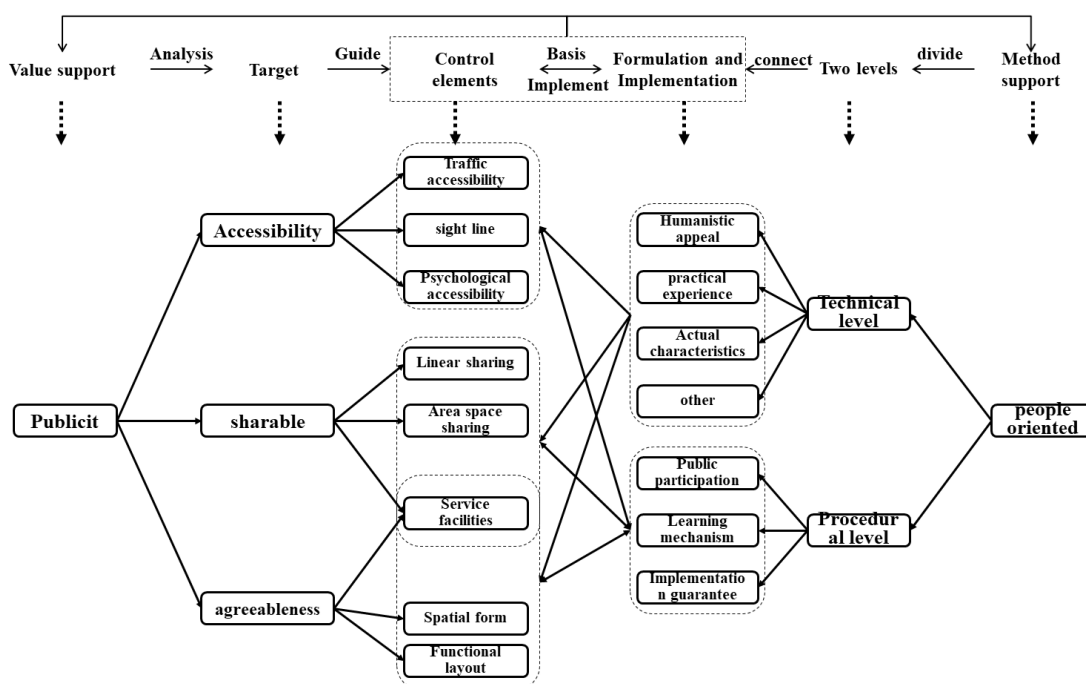 Value support
Analysis
Target
Guide
Control
elements
Basis
Implement
Formulation and
Implementation
connect
Two levels
divide
Method
support
Traffic
accessibility
sight line
Psychological
accessibility
Accessibility
Linear sharing
Area space
sharing
Service
facilities
Spatial form
Functional
layout
Publicit
sharable
agreeableness
Humanistic
appeal
practical
experience
Actual
characteristics
other
Public
participation
Learning
mechanism
Implementatio
n guarantee
Technical
level
Procedur
al level
people
oriented